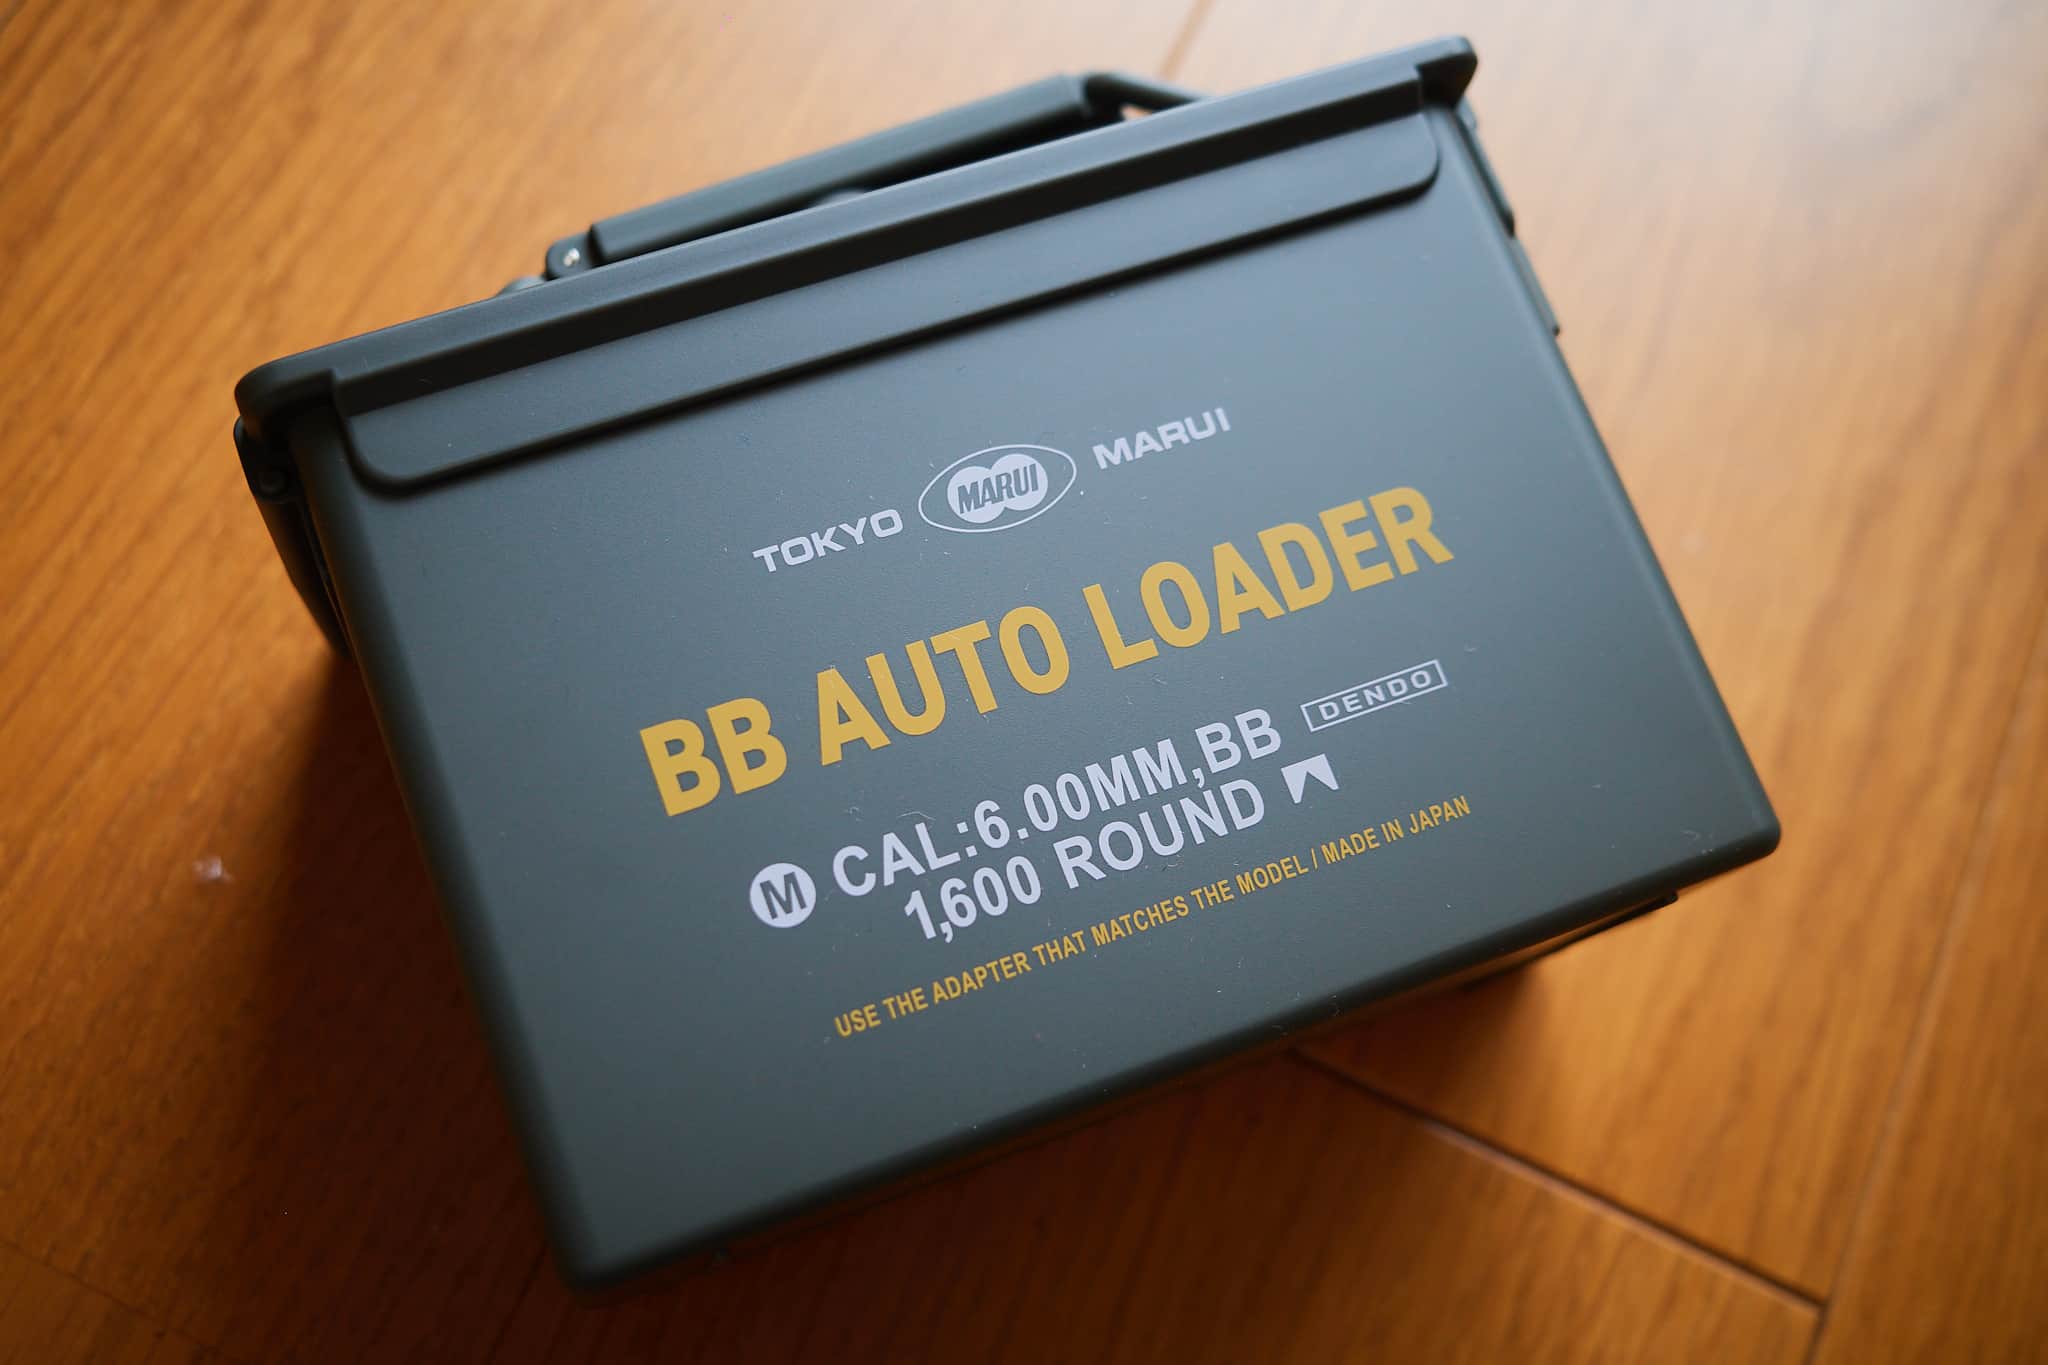 TOKYO MARUI MARUI
BB AUTO LOADER
M CAL:6.00MM,BB DENDO
1,600 ROUND
USE THE ADAPTER THAT MATCHES THE MODEL / MADE IN JAPAN